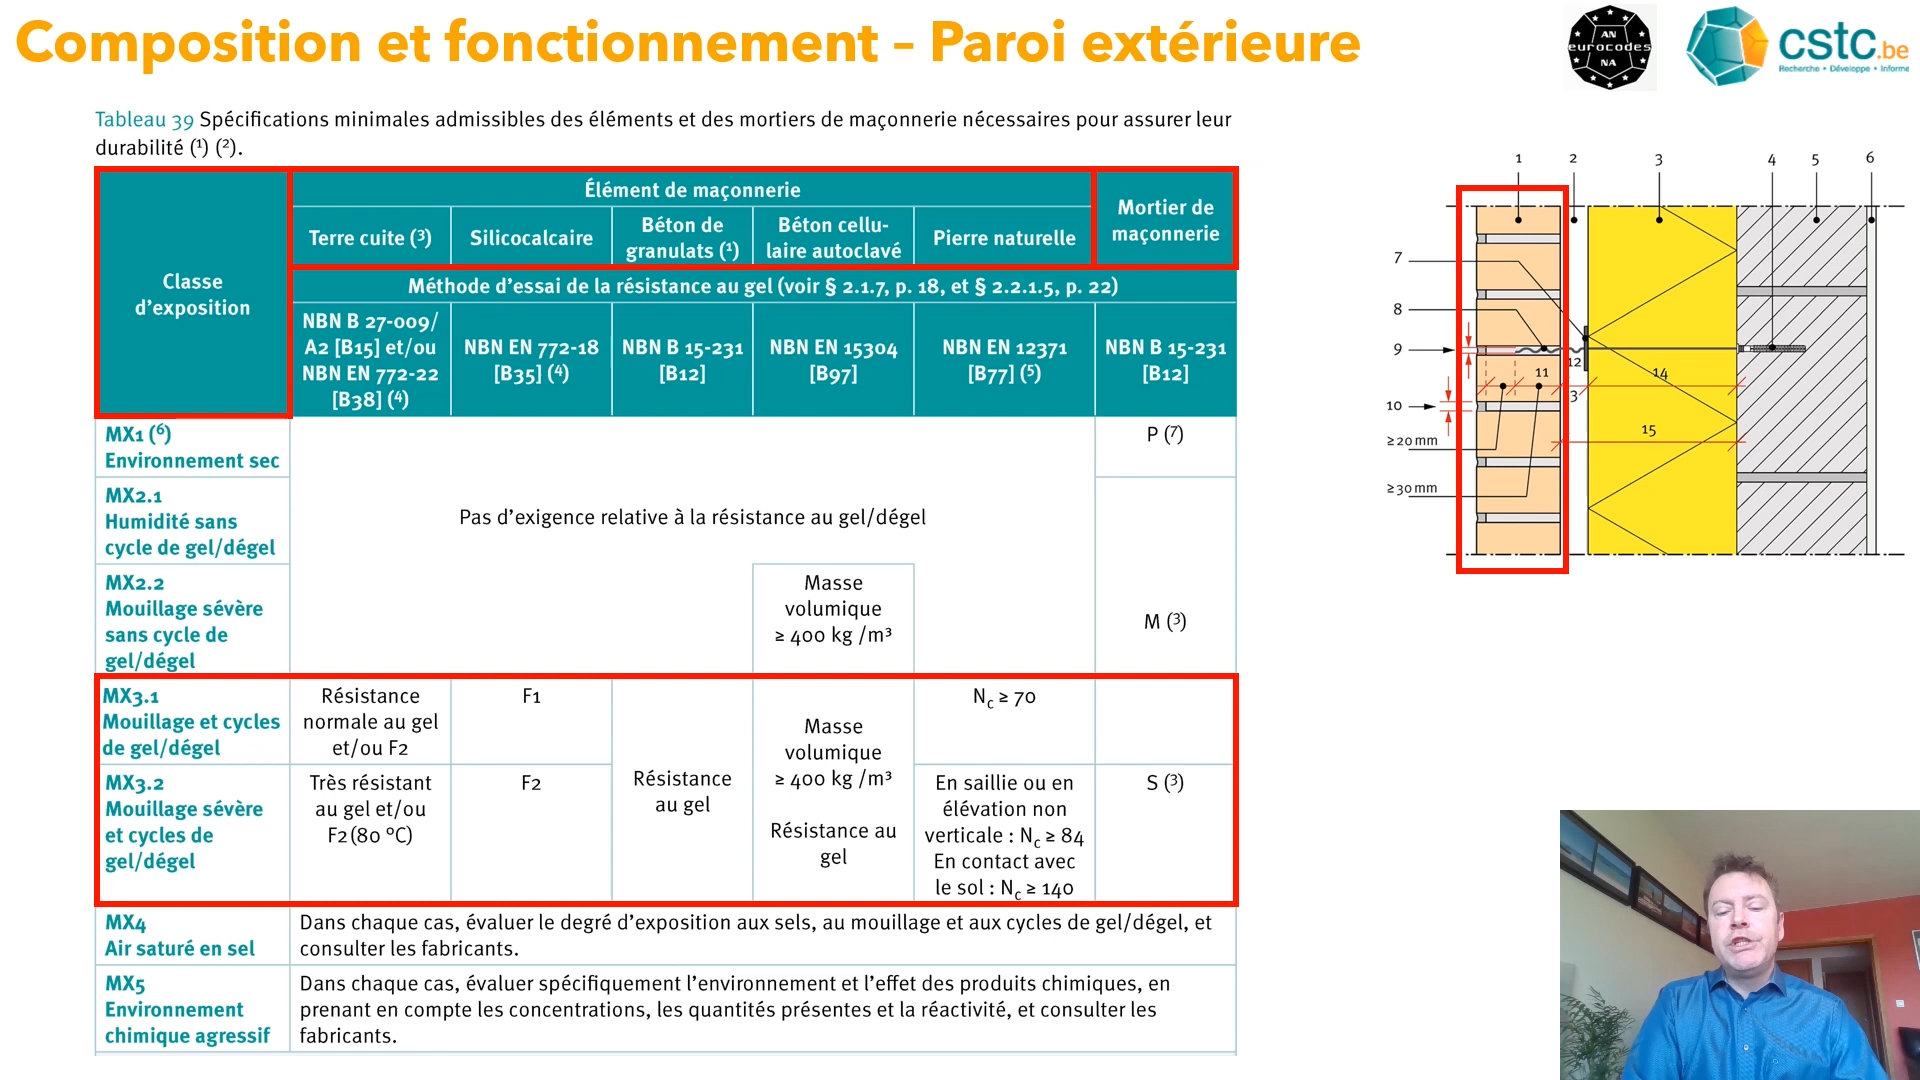 Composition et fonctionnement – Paroi extérieure
AN
eurocodes
NA
cstc.be
Recherche • Développe • Informe
Tableau 39 Spécifications minimales admissibles des éléments et des mortiers de maçonnerie nécessaires pour assurer leur
durabilité (¹) (²).
Classe
d’exposition
Élément de maçonnerie
Mortier de
maçonnerie
Terre cuite (³)
Silicocalcaire
Béton de
granulats (¹)
Béton cellu-
laire autoclavé
Pierre naturelle
Méthode d’essai de la résistance au gel (voir § 2.1.7, p. 18, et § 2.2.1.5, p. 22)
NBN B 27-009/
A2 [B15] et/ou
NBN EN 772-22
[B38] (⁴)
NBN EN 772-18
[B35] (⁴)
NBN B 15-231
[B12]
NBN EN 15304
[B97]
NBN EN 12371
[B77] (⁵)
NBN B 15-231
[B12]
MX1 (⁶)
Environnement sec
P (⁷)
MX2.1
Humidité sans
cycle de gel/dégel
Pas d’exigence relative à la résistance au gel/dégel
MX2.2
Mouillage sévère
sans cycle de
gel/dégel
Masse
volumique
≥ 400 kg /m³
M (³)
MX3.1
Mouillage et cycles
de gel/dégel
Résistance
normale au gel
et/ou F2
F1
Résistance
au gel
Masse
volumique
≥ 400 kg /m³
Résistance au
gel
Nc ≥ 70
MX3.2
Mouillage sévère
et cycles de
gel/dégel
Très résistant
au gel et/ou
F2 (80 °C)
F2
En saillie ou en
élévation non
verticale : Nc ≥ 84
En contact avec
le sol : Nc ≥ 140
S (³)
MX4
Air saturé en sel
Dans chaque cas, évaluer le degré d’exposition aux sels, au mouillage et aux cycles de gel/dégel, et
consulter les fabricants.
MX5
Environnement
chimique agressif
Dans chaque cas, évaluer spécifiquement l’environnement et l’effet des produits chimiques, en
prenant en compte les concentrations, les quantités présentes et la réactivité, et consulter les
fabricants.
1 2 3 4 5 6
7
8
9
12
11
14
3
10
15
≥ 20 mm
≥ 30 mm